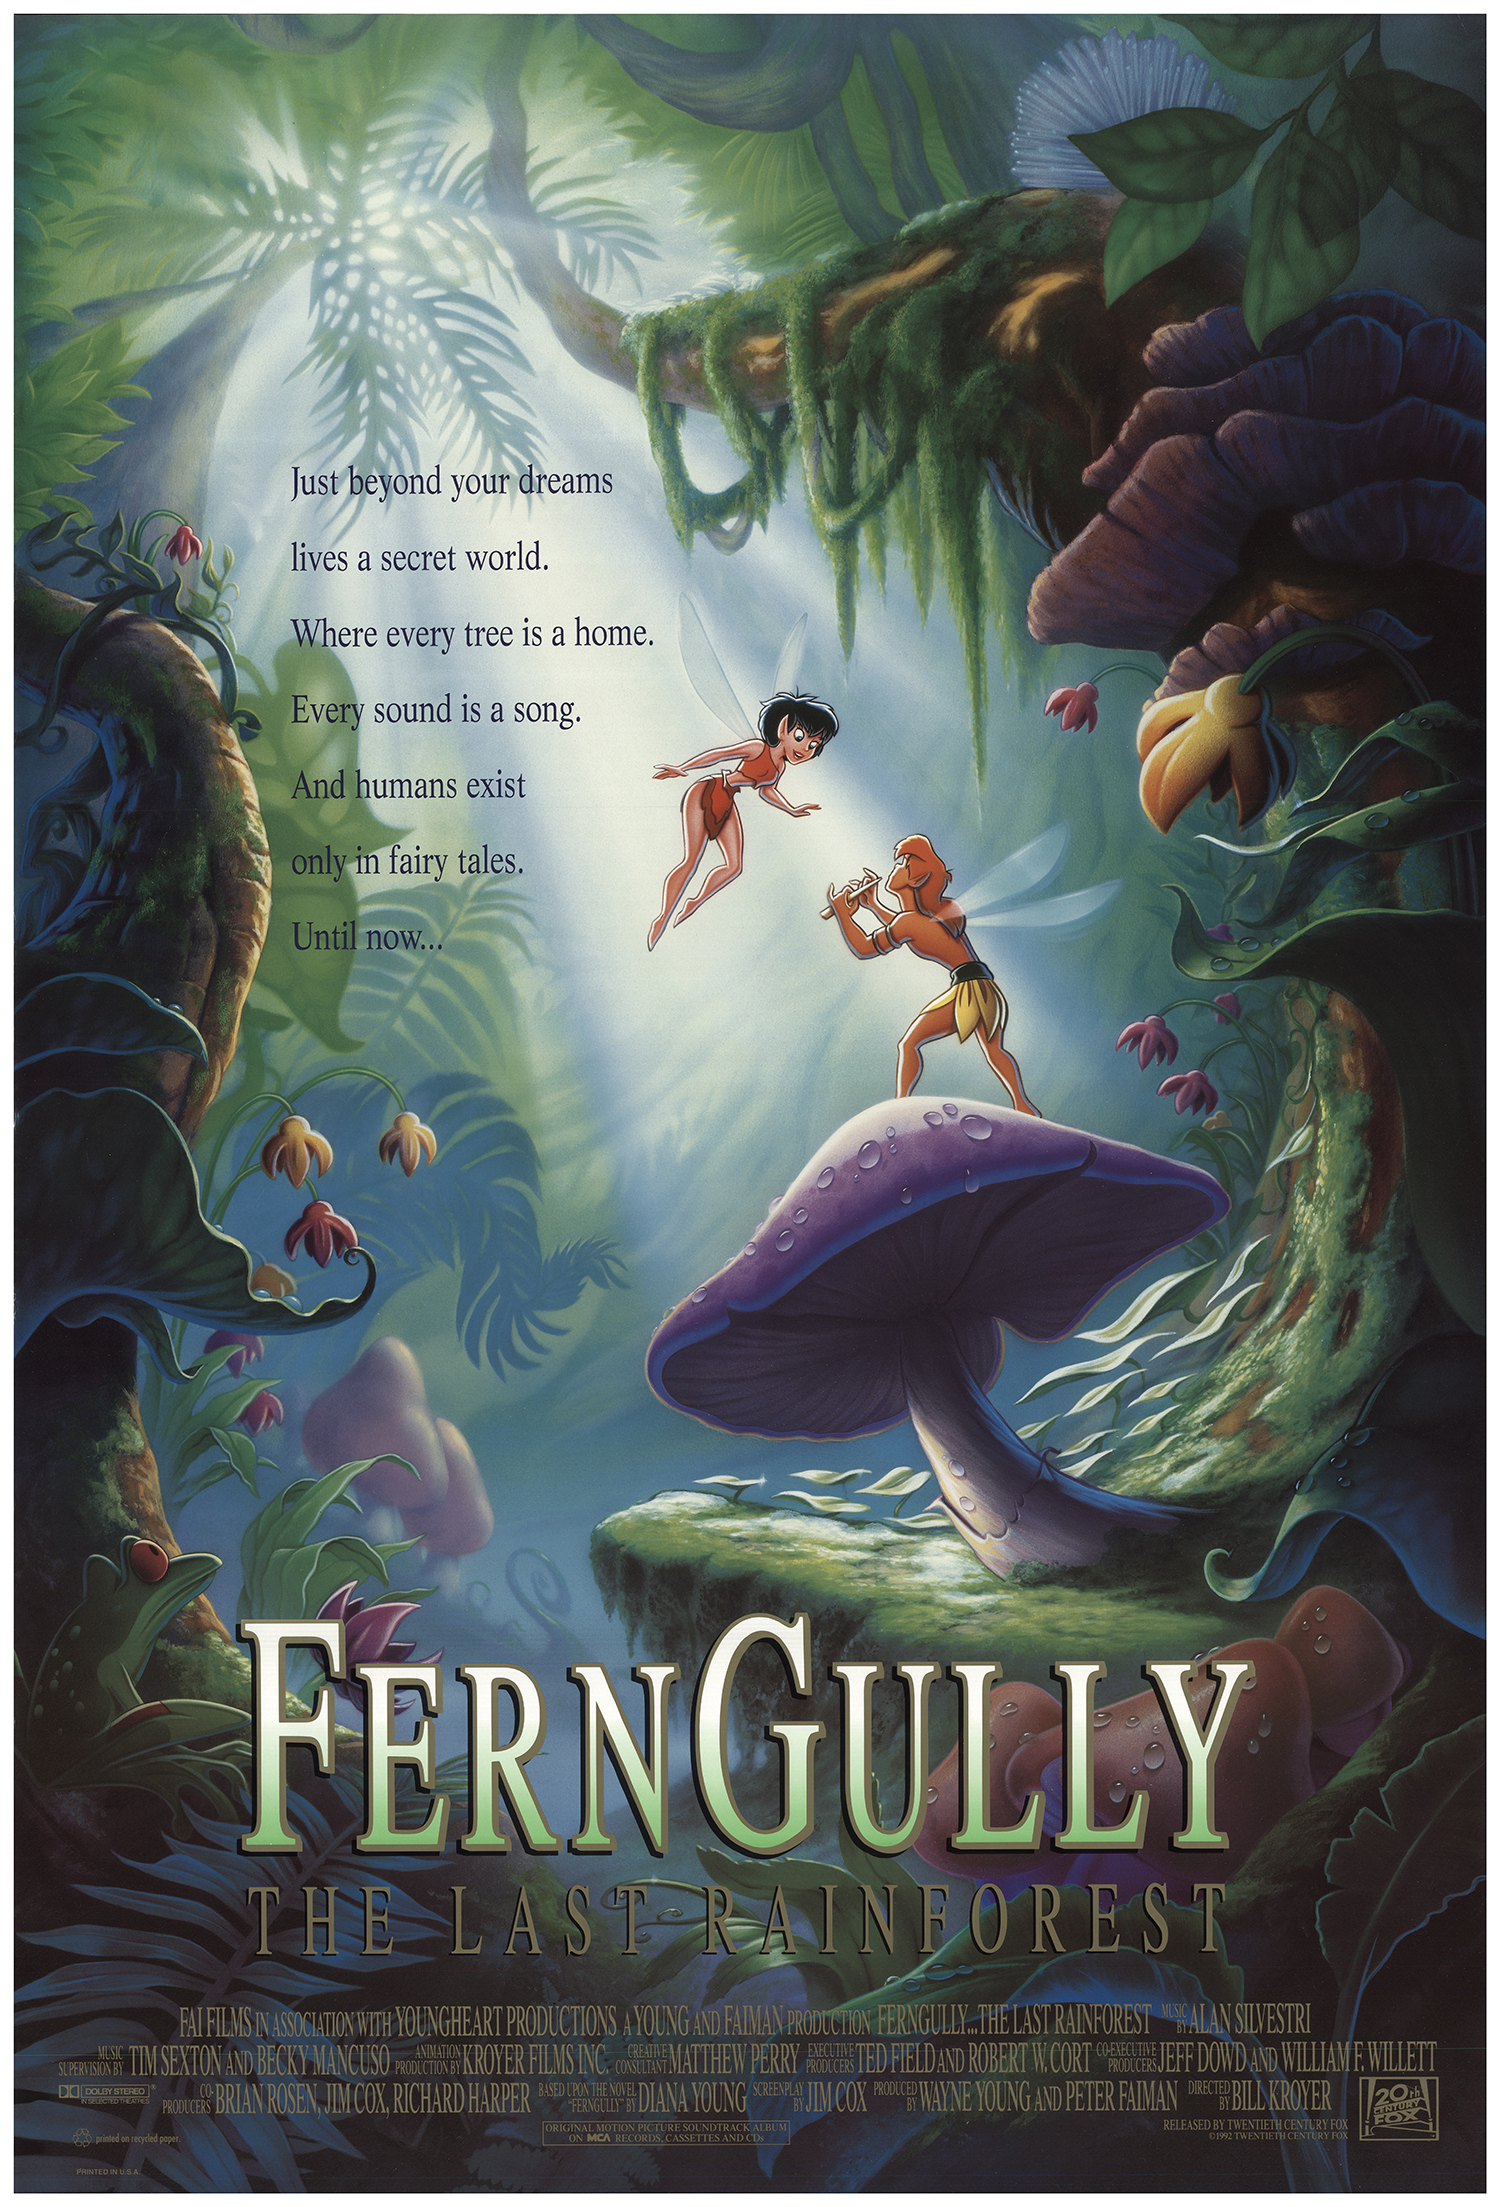 Just beyond your dreams
lives a secret world.
Where every tree is a home.
Every sound is a song.
And humans exist
only in fairy tales.
Until now...
FERNGULLY
THE LAST RAINFOREST
FAI FILMS IN ASSOCIATION WITH YOUNGHEART PRODUCTIONS A YOUNG AND FAIMAN PRODUCTION FERNGULLY...THE LAST RAINFOREST MUSIC BY ALAN SILVESTRI
MUSIC SUPERVISION BY TIM SEXTON AND BECKY MANCUSO ANIMATION PRODUCTION BY KROYER FILMS INC. CREATIVE CONSULTANT MATTHEW PERRY EXECUTIVE PRODUCERS TED FIELD AND ROBERT W. CORT CO-EXECUTIVE PRODUCERS JEFF DOWD AND WILLIAM F. WILLETT
DOLBY STEREO ® IN SELECTED THEATRES CO-PRODUCERS BRIAN ROSEN, JIM COX, RICHARD HARPER BASED UPON THE NOVEL "FERNGULLY" BY DIANA YOUNG SCREENPLAY BY JIM COX PRODUCED BY WAYNE YOUNG AND PETER FAIMAN DIRECTED BY BILL KROYER
20th CENTURY FOX
ORIGINAL MOTION PICTURE SOUNDTRACK ALBUM
ON MCA RECORDS, CASSETTES AND CDs
RELEASED BY TWENTIETH CENTURY FOX
©1992 TWENTIETH CENTURY FOX
printed on recycled paper.
PRINTED IN U.S.A.